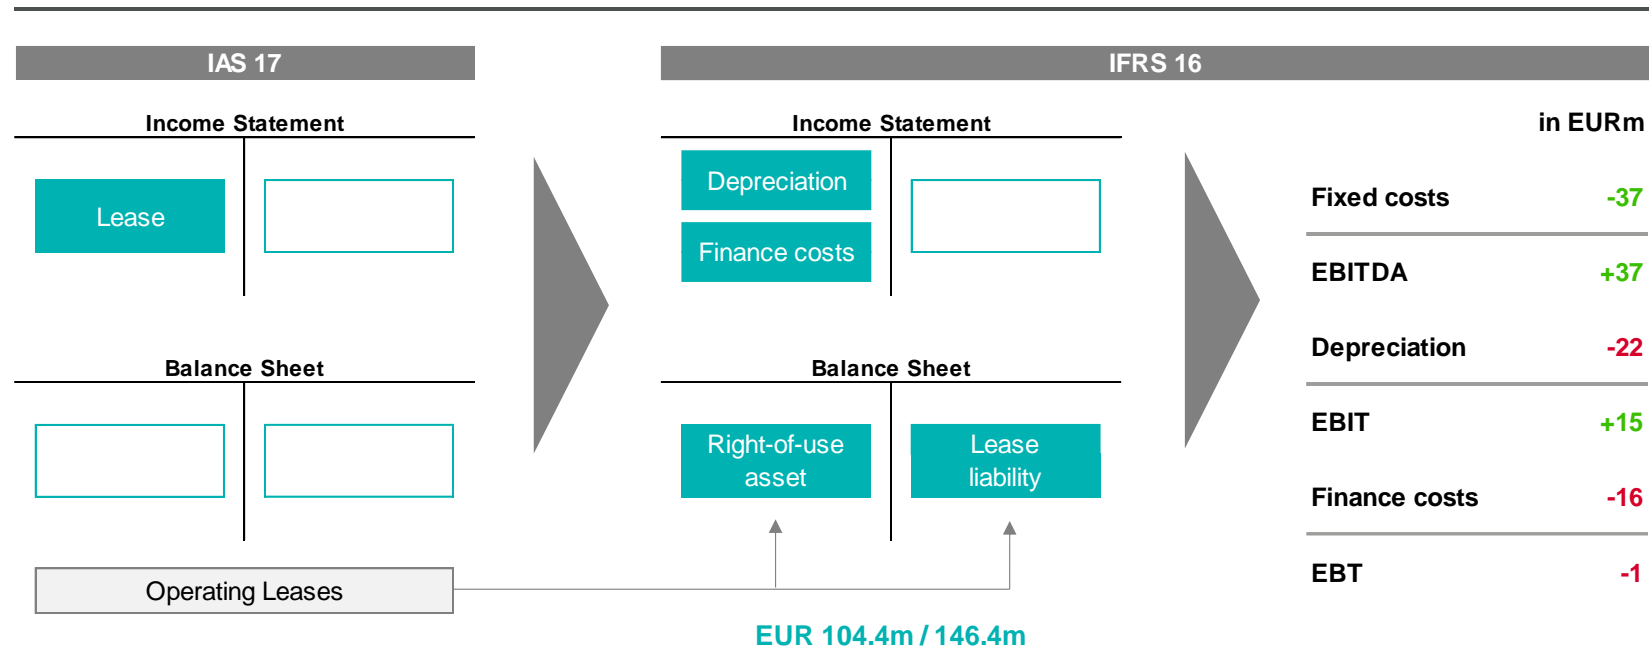 IAS 17
Income Statement
Lease
Balance Sheet
Operating Leases
IFRS 16
Income Statement
Depreciation
Finance costs
Balance Sheet
Right-of-use
asset
Lease
liability
EUR 104.4m / 146.4m
in EURm
Fixed costs -37
EBITDA +37
Depreciation -22
EBIT +15
Finance costs -16
EBT -1